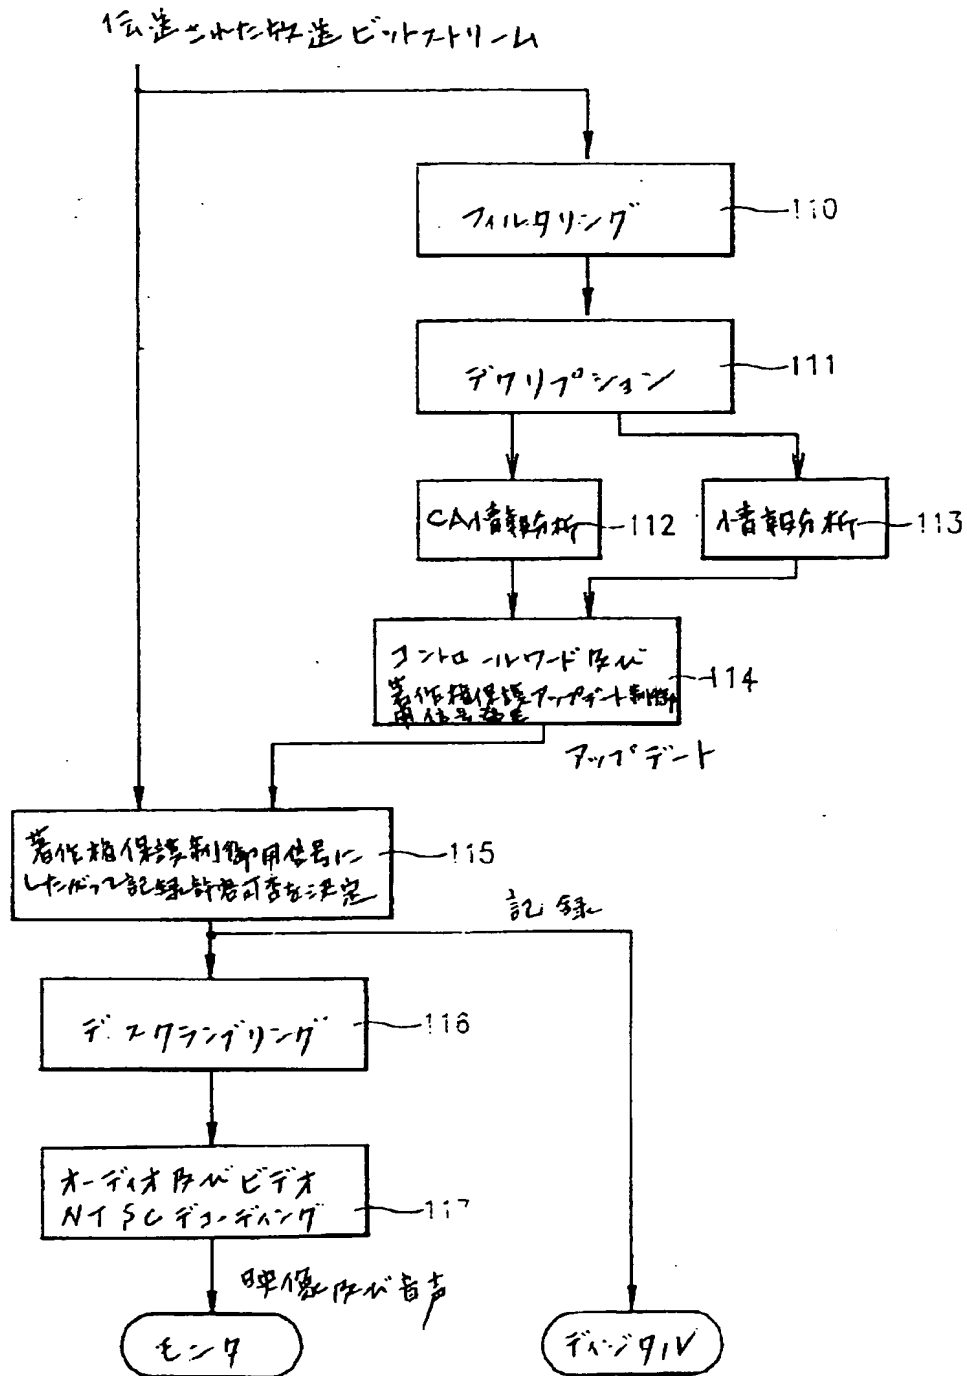 伝送された放送ビットストリーム
フィルタリング
110
デクリプション
111
CA情報分析
112
情報分析
113
コントロールワード及び
著作権保護アップデート制御
用信号発生
114
アップデート
著作権保護制御用信号に
したがって記録許容可否を決定
115
記録
デスクランブリング
116
オーディオ及びビデオ
NTSCデコーディング
117
映像及び音声
モニタ
ディジタルV